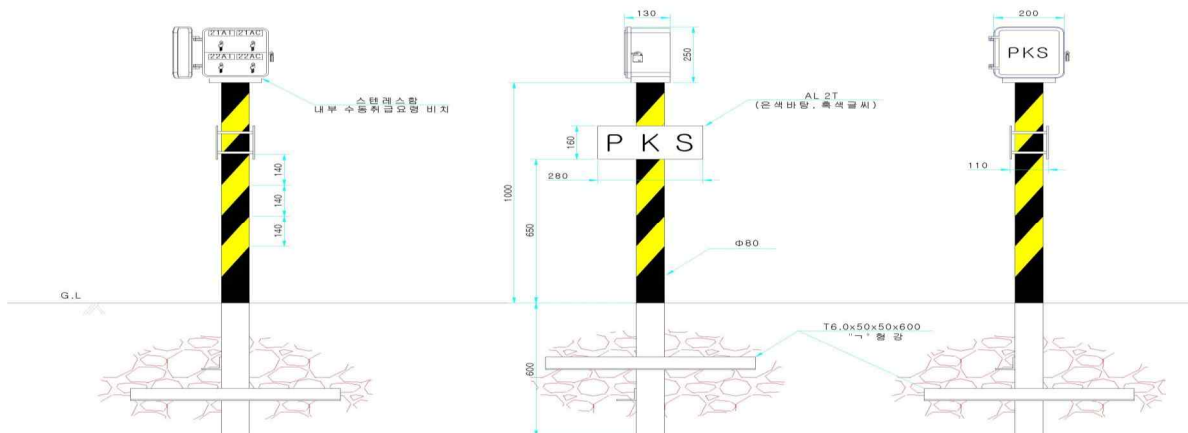 21AT 21AC
22AT 22AC
스텐레스함
내부 수동취급요령 비치
140
140
140
G.L
130
250
AL 2T
(은색바탕, 흑색글씨)
P K S
160
280
1000
650
Φ80
600
T6.0x50x50x600
"ㄱ" 형 강
200
PKS
110